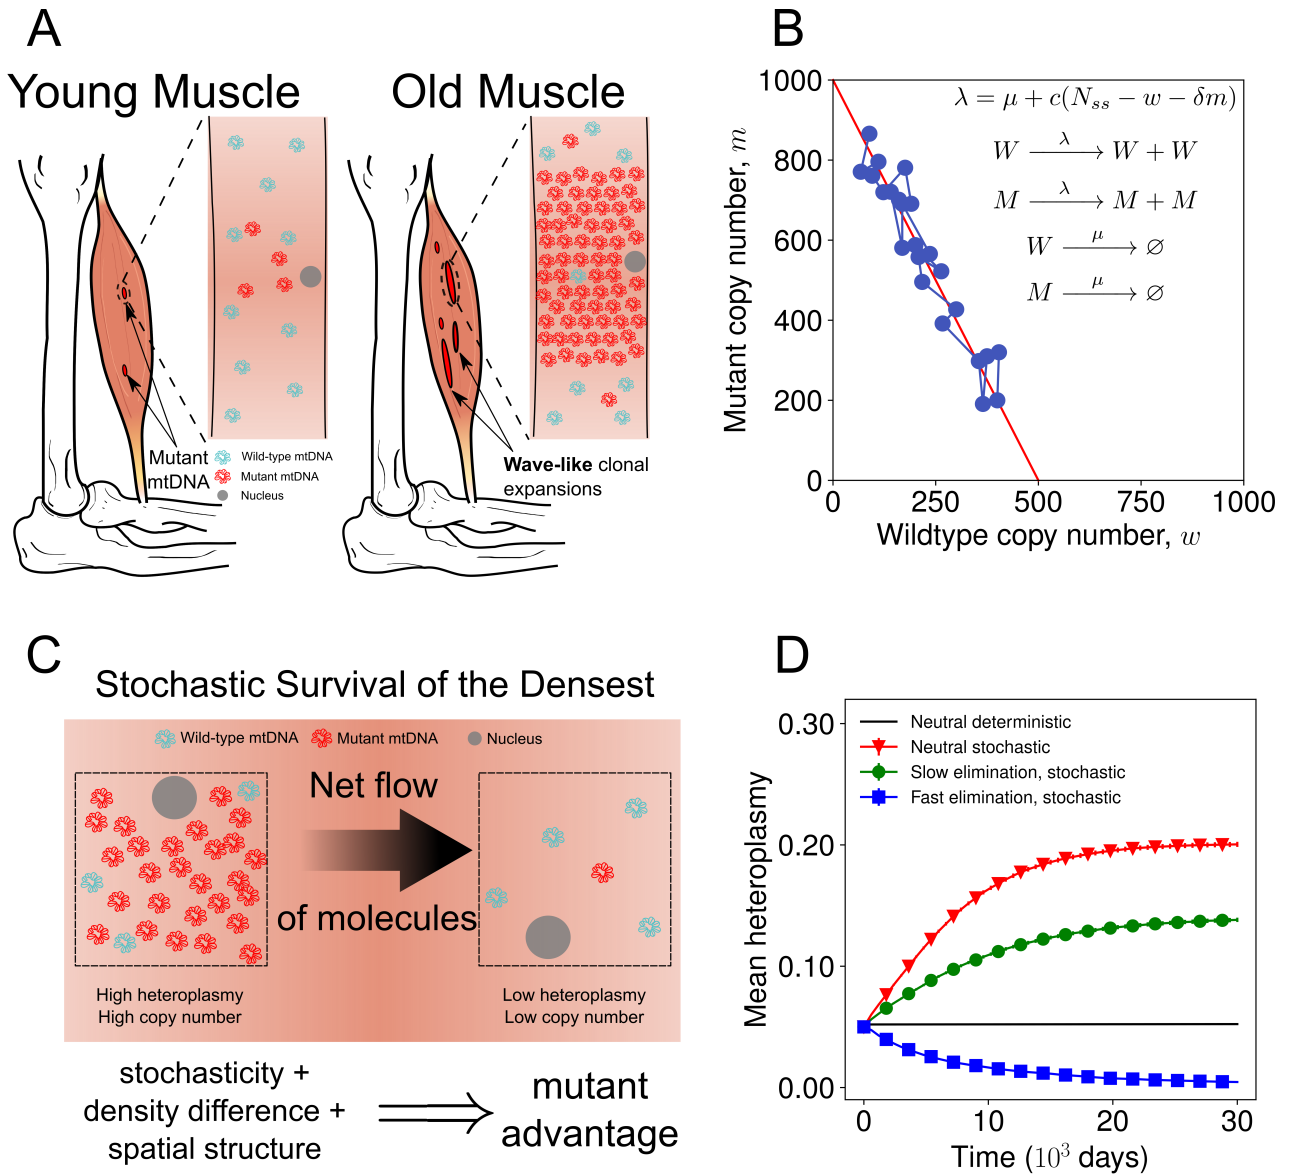 A
Young Muscle
Old Muscle
Mutant
mtDNA
Wild-type mtDNA
Mutant mtDNA
Nucleus
Wave-like clonal
expansions
B
λ = μ + c(N_ss − w − δm)
W —λ→ W + W
M —λ→ M + M
W —μ→ ∅
M —μ→ ∅
Mutant copy number, m
1000
800
600
400
200
0
0 250 500 750 1000
Wildtype copy number, w
C
Stochastic Survival of the Densest
Wild-type mtDNA
Mutant mtDNA
Nucleus
Net flow
of molecules
High heteroplasmy
High copy number
Low heteroplasmy
Low copy number
stochasticity +
density difference +
spatial structure
mutant
advantage
D
Neutral deterministic
Neutral stochastic
Slow elimination, stochastic
Fast elimination, stochastic
Mean heteroplasmy
0.30
0.20
0.10
0.00
0 10 20 30
Time (10³ days)